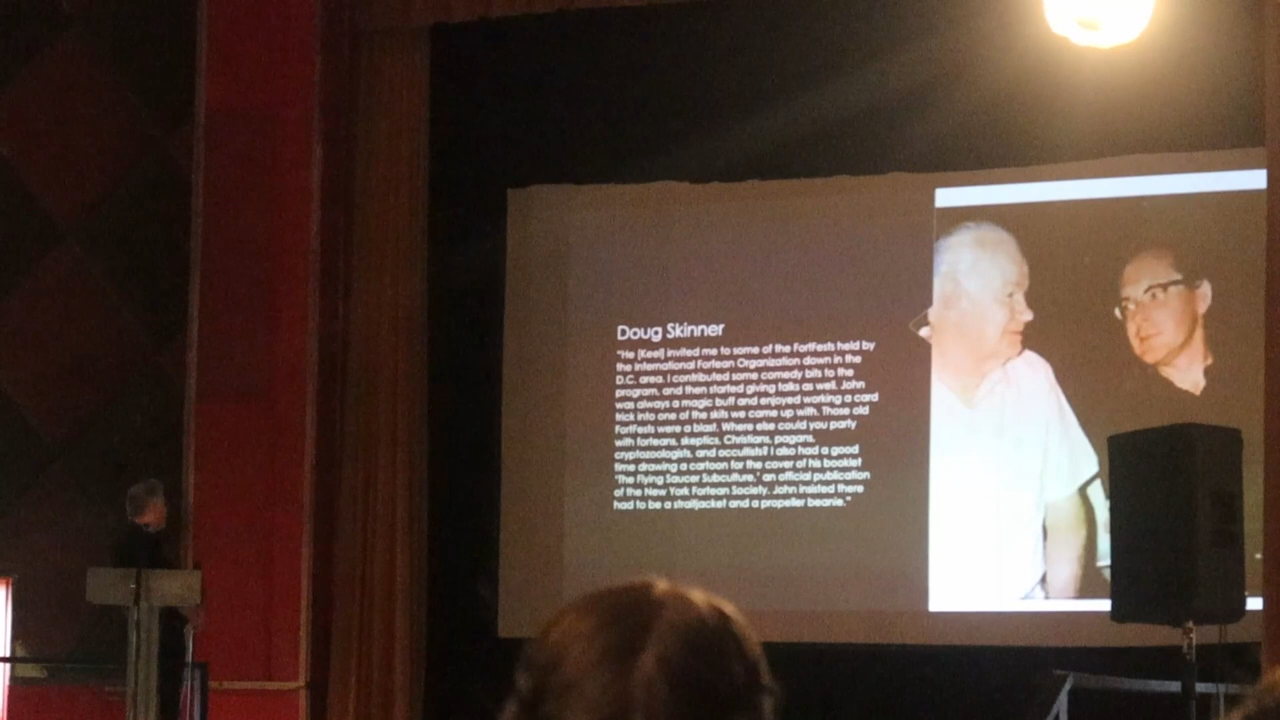 Doug Skinner
"He [Keel] invited me to some of the FortFests held by
the International Fortean Organization down in the
D.C. area. I contributed some comedy bits to the
program, and then started giving talks as well. John
was always a magic buff and enjoyed working a card
trick into one of the skits we came up with. Those old
FortFests were a blast. Where else could you party
with forteans, skeptics, Christians, pagans,
cryptozoologists, and occultists? I also had a good
time drawing a cartoon for the cover of his booklet
'The Flying Saucer Subculture,' an official publication
of the New York Fortean Society. John insisted there
had to be a straitjacket and a propeller beanie."